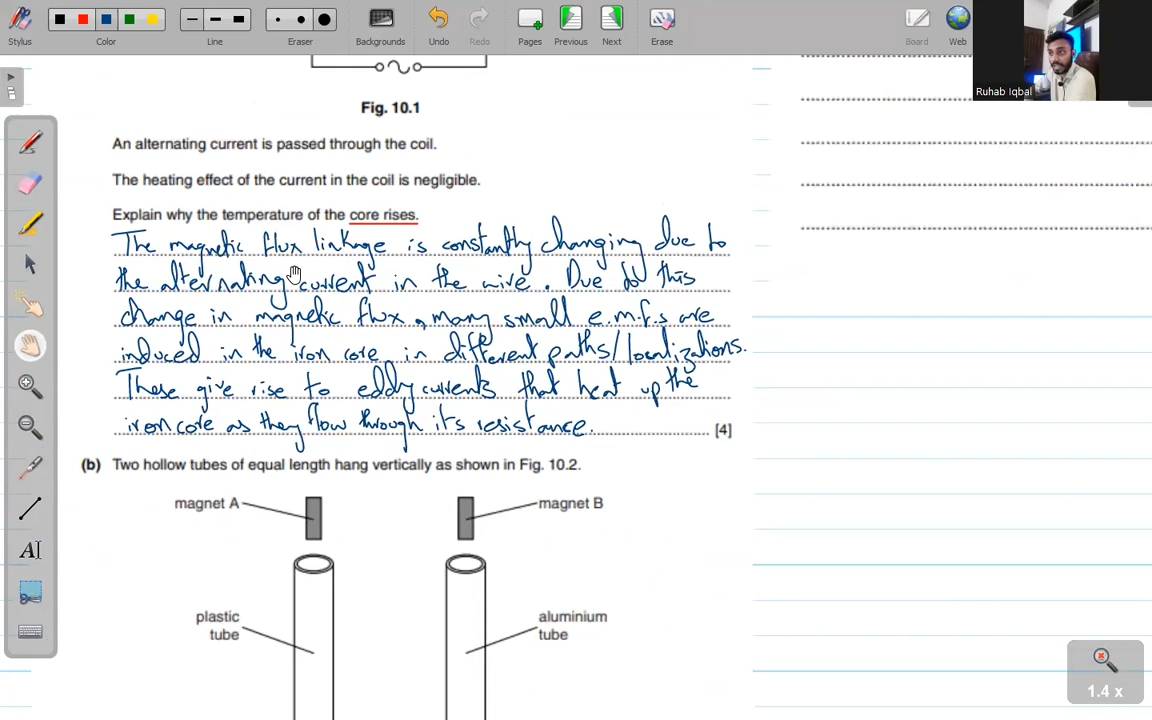 Stylus
Color
Line
Eraser
Backgrounds
Undo
Redo
Pages
Previous
Next
Erase
Board
Web
Ruhab Iqbal
Fig. 10.1
An alternating current is passed through the coil.
The heating effect of the current in the coil is negligible.
Explain why the temperature of the core rises.
The magnetic flux linkage is constantly changing due to
the alternating current in the wire. Due to this
change in magnetic flux, many small e.m.f.s are
induced in the iron core in different paths/localizations.
These give rise to eddy currents that heat up the
iron core as they flow through its resistance.
[4]
(b) Two hollow tubes of equal length hang vertically as shown in Fig. 10.2.
magnet A
magnet B
plastic
tube
aluminium
tube
A
1.4 x